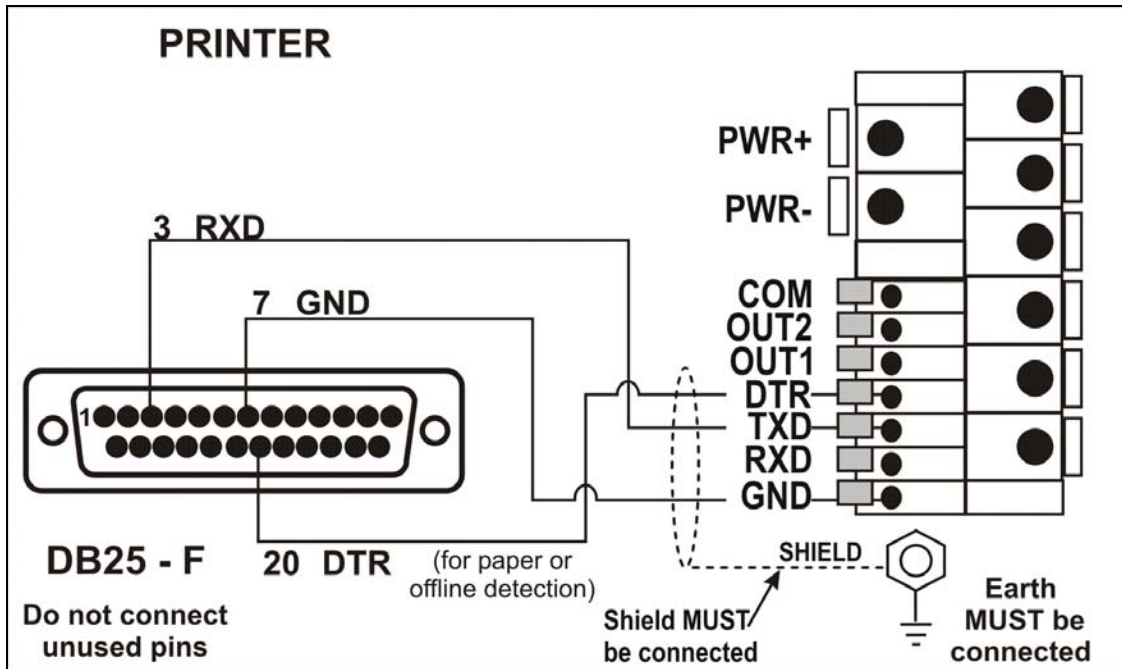 PRINTER
PWR+
PWR-
3 RXD
7 GND
COM
OUT2
OUT1
DTR
TXD
RXD
GND
1
DB25 - F
20 DTR
(for paper or
offline detection)
SHIELD
Do not connect
unused pins
Shield MUST
be connected
Earth
MUST be
connected